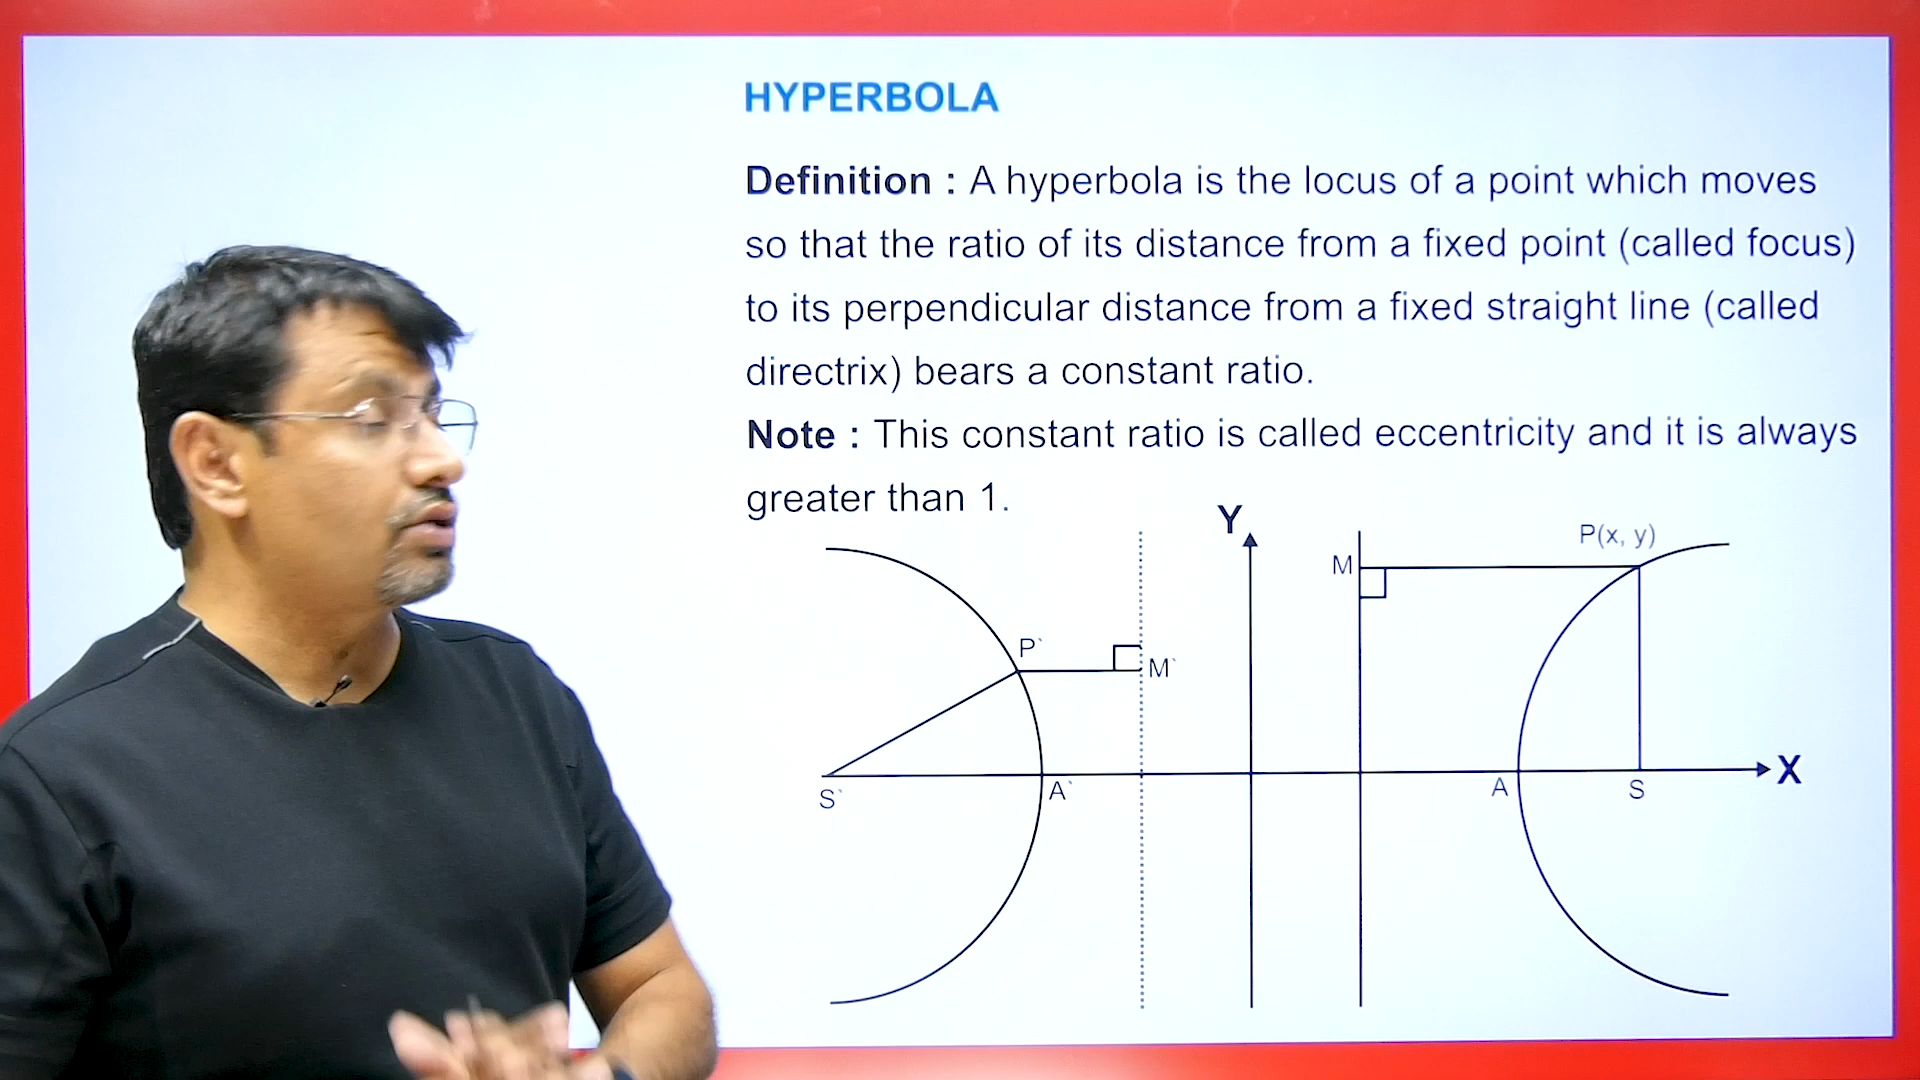 HYPERBOLA
Definition : A hyperbola is the locus of a point which moves
so that the ratio of its distance from a fixed point (called focus)
to its perpendicular distance from a fixed straight line (called
directrix) bears a constant ratio.
Note : This constant ratio is called eccentricity and it is always
greater than 1.
Y
P(x, y)
M
P`
M`
X
S`
A`
A
S